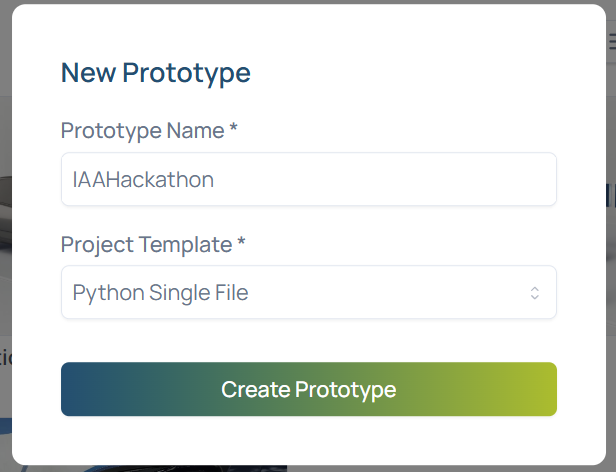 New Prototype
Prototype Name *
IAAHackathon
Project Template *
Python Single File
Create Prototype